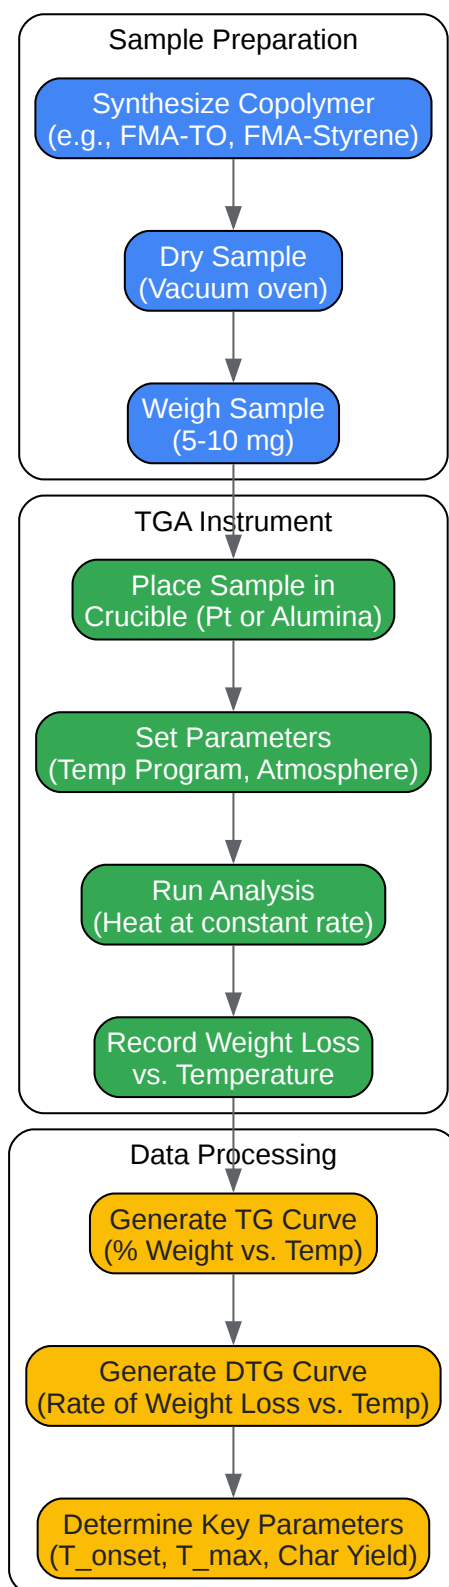 Sample Preparation
Synthesize Copolymer
(e.g., FMA-TO, FMA-Styrene)
Dry Sample
(Vacuum oven)
Weigh Sample
(5-10 mg)
TGA Instrument
Place Sample in
Crucible (Pt or Alumina)
Set Parameters
(Temp Program, Atmosphere)
Run Analysis
(Heat at constant rate)
Record Weight Loss
vs. Temperature
Data Processing
Generate TG Curve
(% Weight vs. Temp)
Generate DTG Curve
(Rate of Weight Loss vs. Temp)
Determine Key Parameters
(T_onset, T_max, Char Yield)